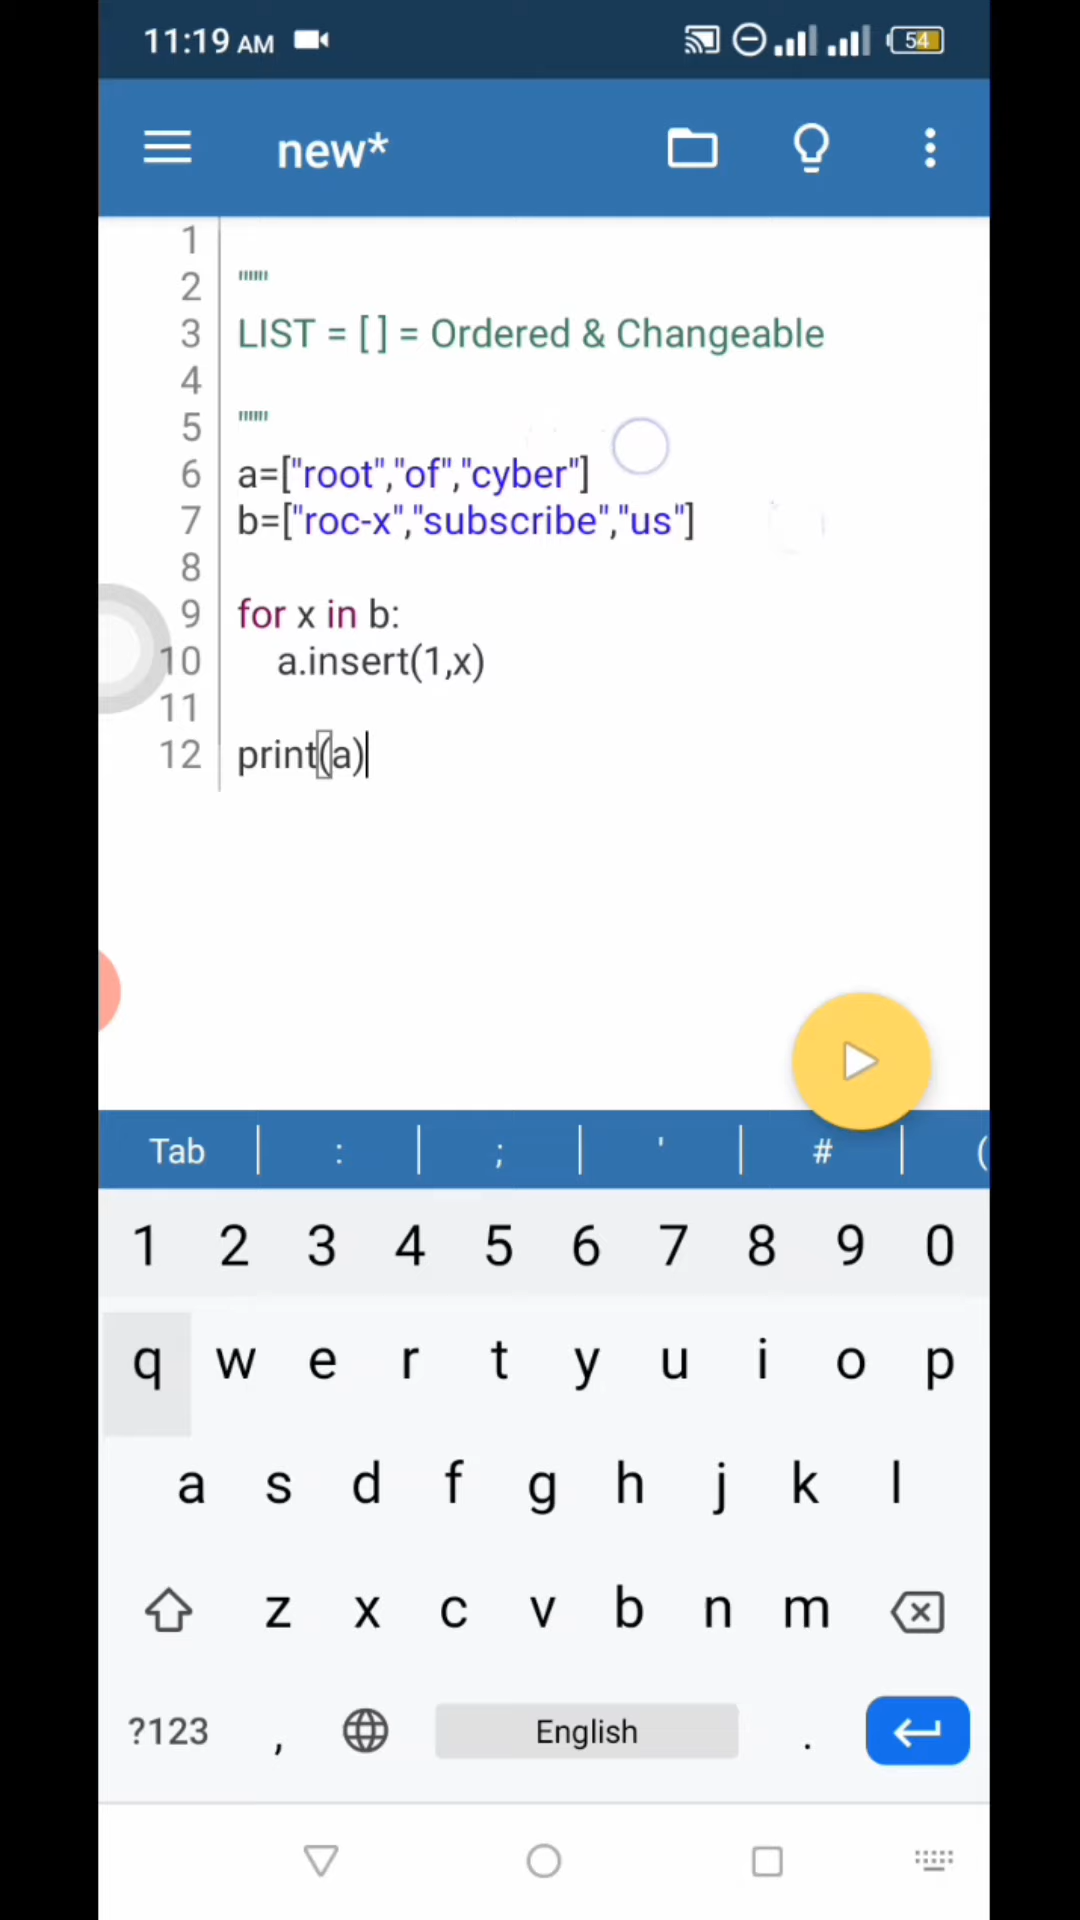 11:19 AM 54
new*
1
2 """
3 LIST = [ ] = Ordered & Changeable
4
5 """
6 a=["root","of","cyber"]
7 b=["roc-x","subscribe","us"]
8
9 for x in b:
10 a.insert(1,x)
11
12 print(a)
Tab : ; ' # (
1 2 3 4 5 6 7 8 9 0
q w e r t y u i o p
a s d f g h j k l
z x c v b n m
?123 , English .